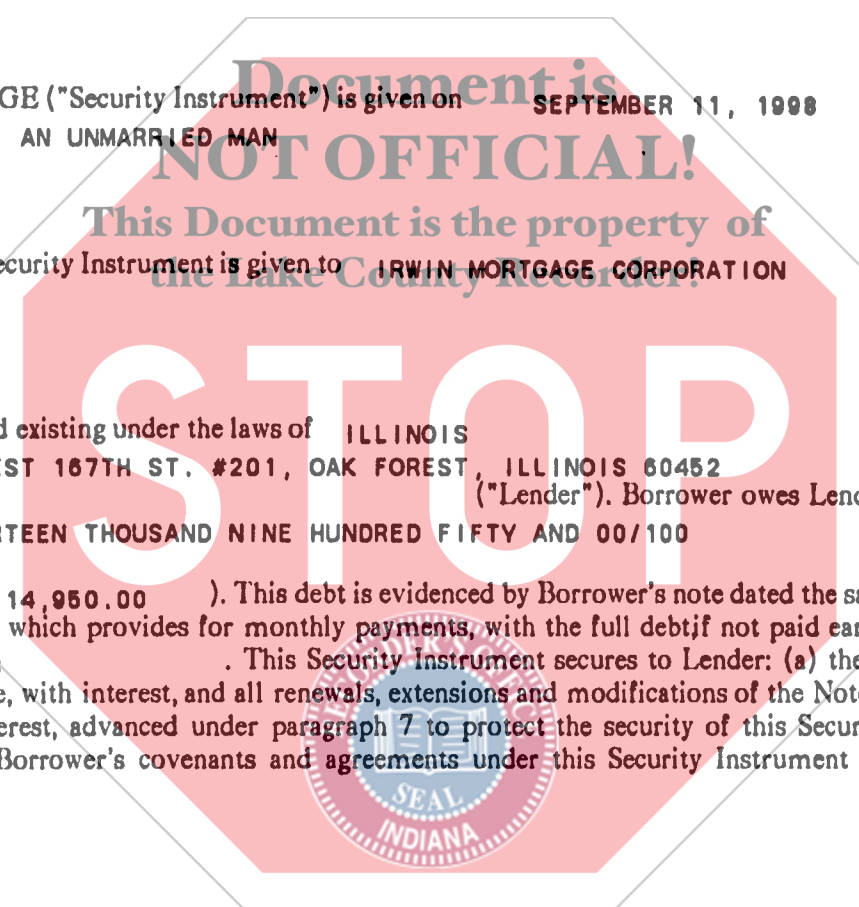 Document is
GE ("Security Instrument") is given on SEPTEMBER 11, 1998
AN UNMARRIED MAN
NOT OFFICIAL!
This Document is the property of
ecurity Instrument is given to IRWIN MORTGAGE CORPORATION
the Lake County Recorder!
STOP
d existing under the laws of ILLINOIS
EST 167TH ST. #201, OAK FOREST, ILLINOIS 60452
("Lender"). Borrower owes Lend
RTEEN THOUSAND NINE HUNDRED FIFTY AND 00/100
14,950.00 ). This debt is evidenced by Borrower's note dated the sa
which provides for monthly payments, with the full debt,if not paid ear
. This Security Instrument secures to Lender: (a) the
e, with interest, and all renewals, extensions and modifications of the Note
erest, advanced under paragraph 7 to protect the security of this Secur
Borrower's covenants and agreements under this Security Instrument
RECORDER'S OFFICE
SEAL
INDIANA